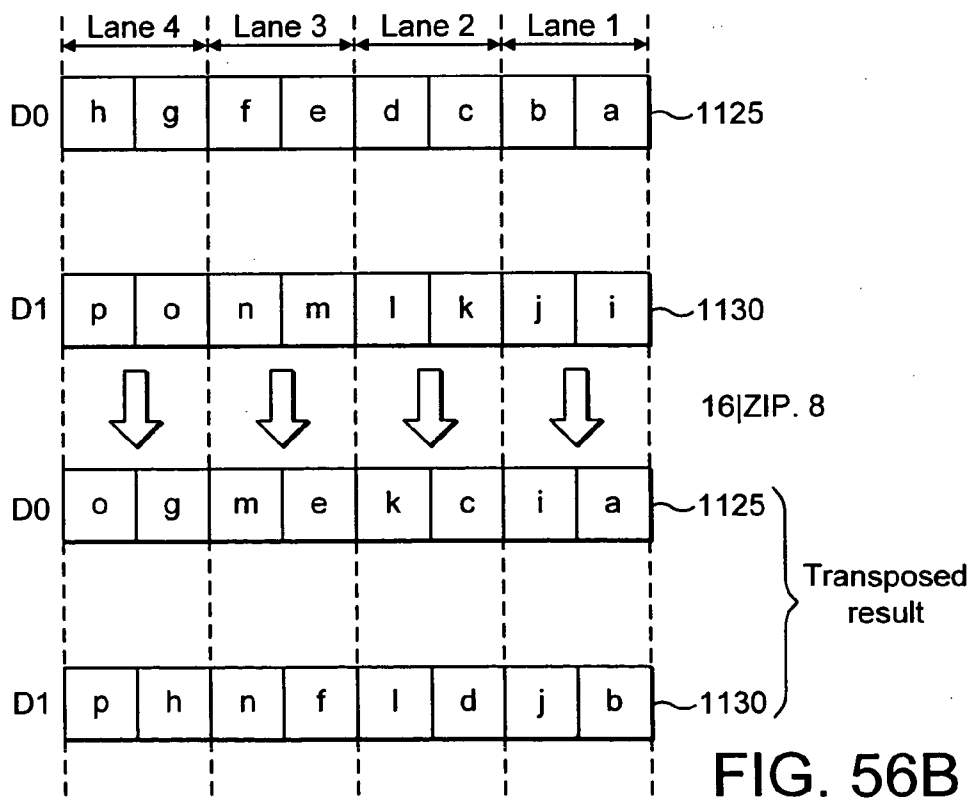 Lane 4 Lane 3 Lane 2 Lane 1
D0 h g f e d c b a 1125
D1 p o n m l k j i 1130
16|ZIP. 8
D0 o g m e k c i a 1125
Transposed
result
D1 p h n f l d j b 1130
FIG. 56B